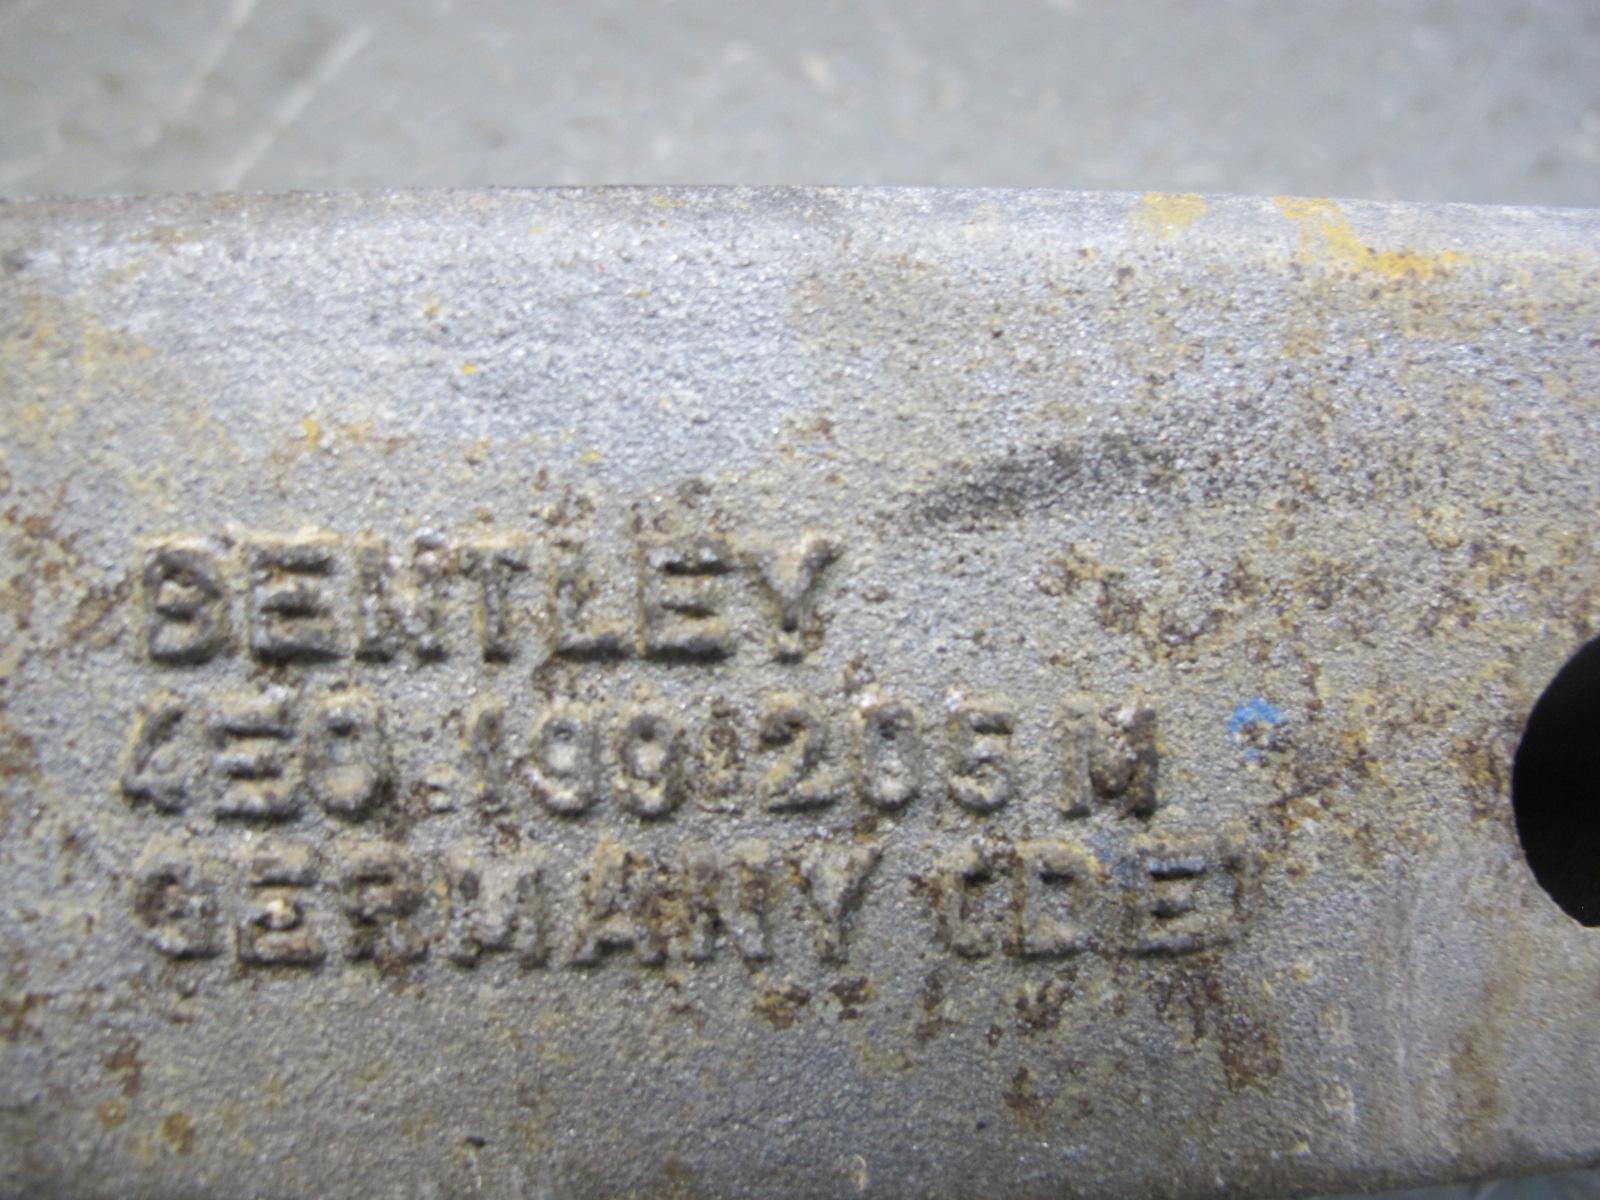 BENTLEY
4E0.199.205 M
GERMANY (DE)